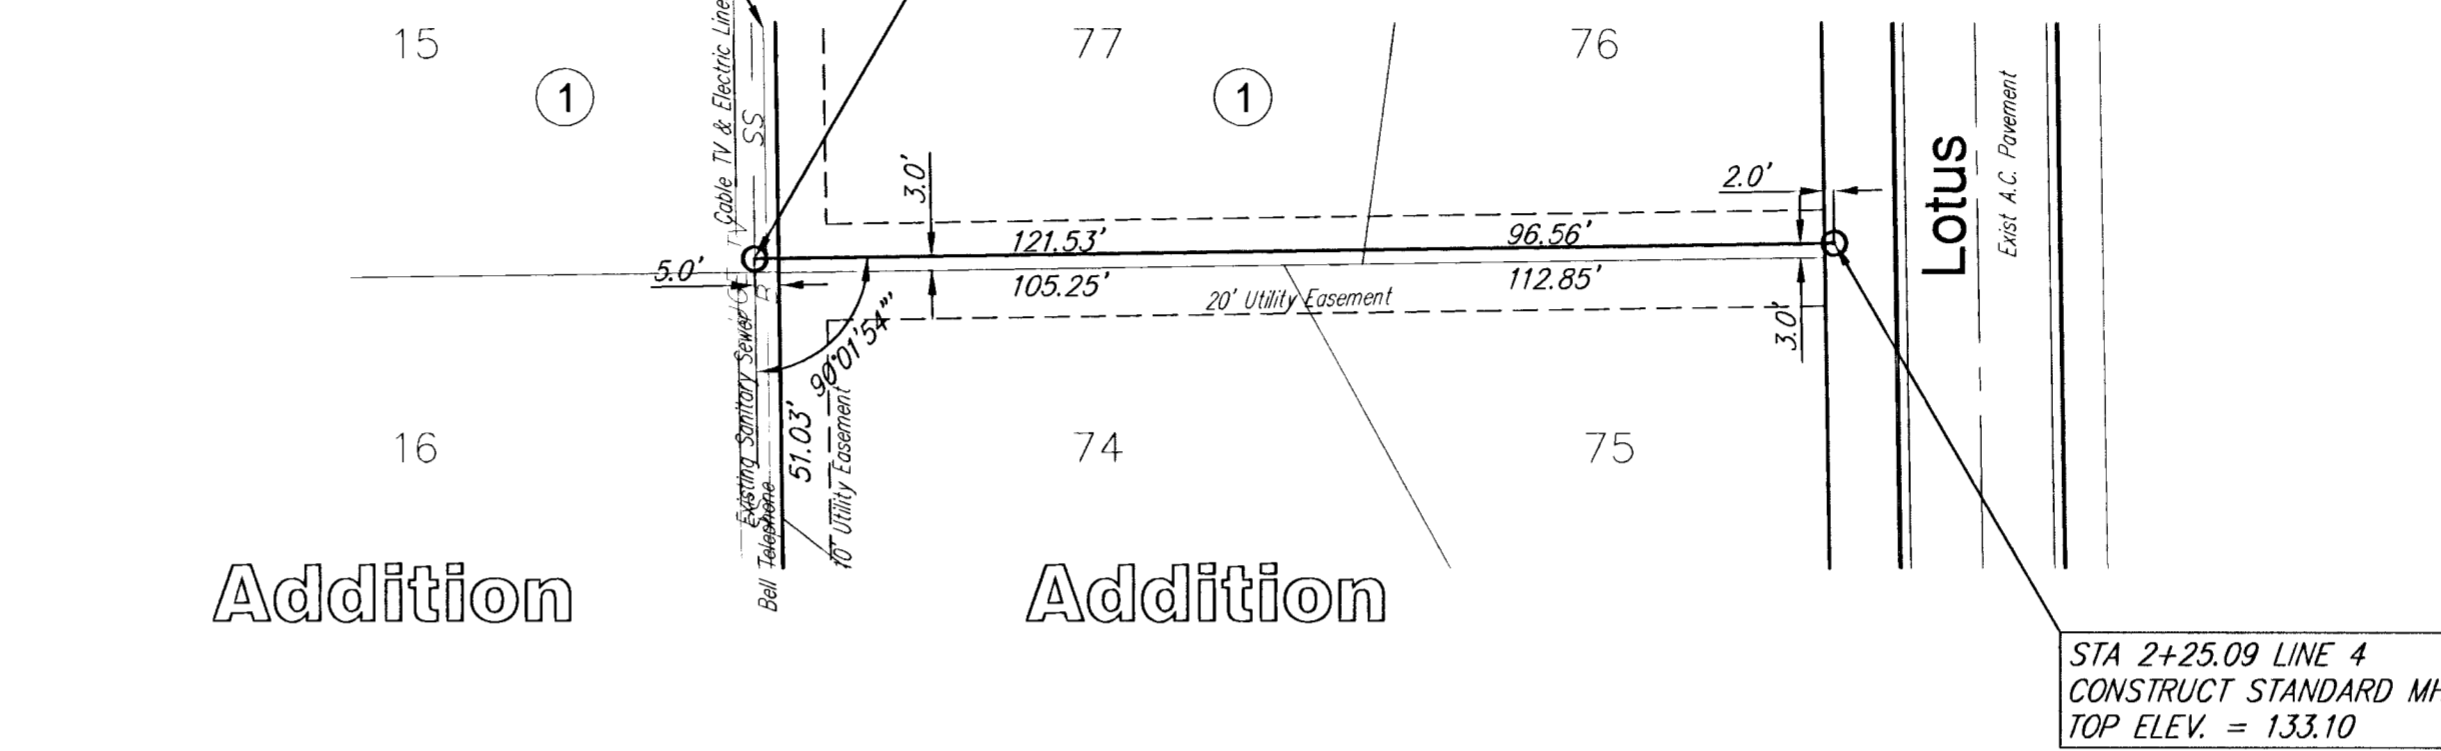 15
77
76
1
1
Cable TV & Electric Line
SS
TV
3.0'
2.0'
Lotus
Exist A.C. Pavement
121.53'
96.56'
5.0'
105.25'
112.85'
20' Utility Easement
3.0'
90°01'54"
Existing Sanitary Sewer
51.03'
10' Utility Easement
Bell Telephone
16
74
75
Addition
Addition
STA 2+25.09 LINE 4
CONSTRUCT STANDARD
TOP ELEV. = 133.10